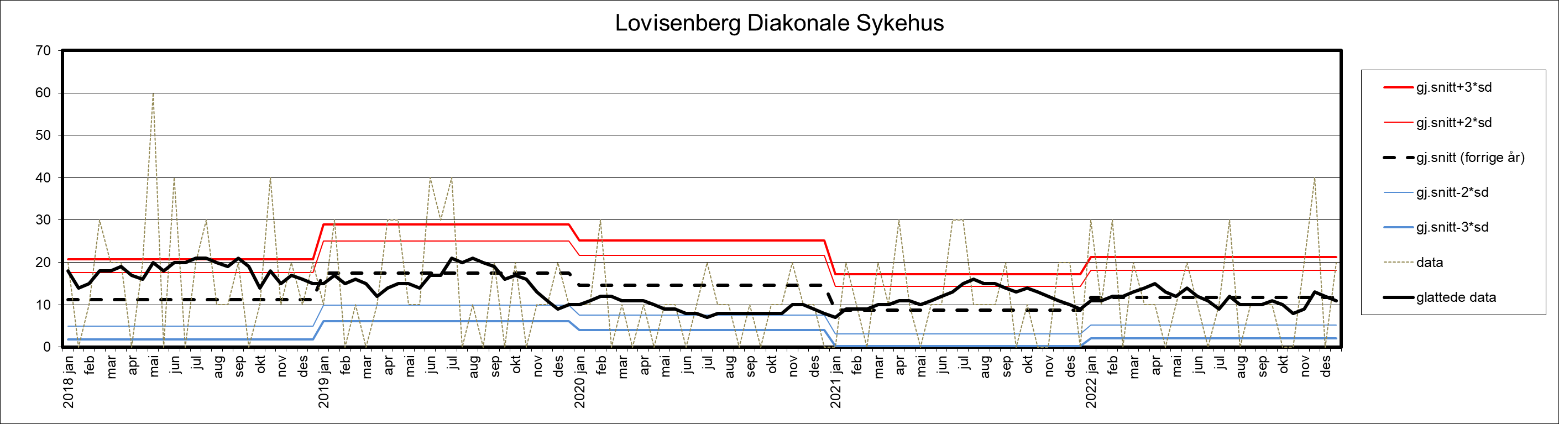 Lovisenberg Diakonale Sykehus
70
60
50
40
30
20
10
0
2018 jan
feb
mar
apr
mai
jun
jul
aug
sep
okt
nov
des
2019 jan
feb
mar
apr
mai
jun
jul
aug
sep
okt
nov
des
2020 jan
feb
mar
apr
mai
jun
jul
aug
sep
okt
nov
des
2021 jan
feb
mar
apr
mai
jun
jul
aug
sep
okt
nov
des
2022 jan
feb
mar
apr
mai
jun
jul
aug
sep
okt
nov
des
gj.snitt+3*sd
gj.snitt+2*sd
gj.snitt (forrige år)
gj.snitt-2*sd
gj.snitt-3*sd
data
glattede data